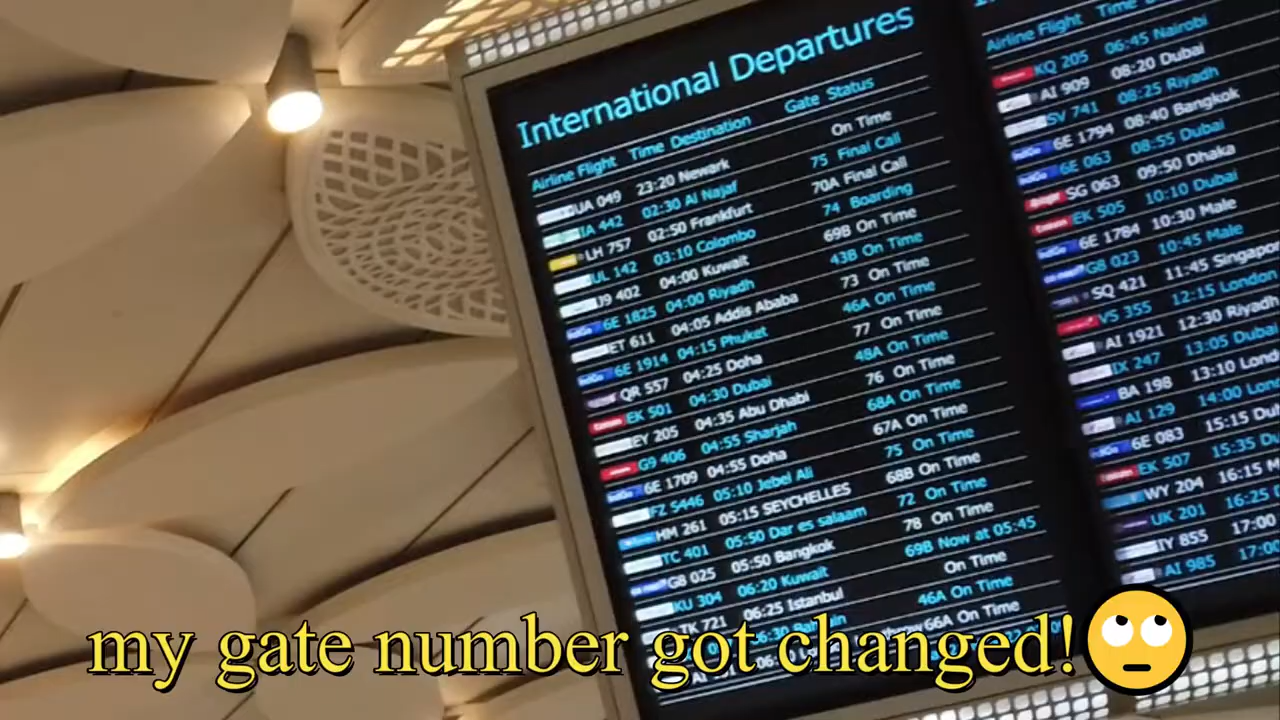 International Departures
Airline Flight Time Destination Gate Status
UA 049 23:20 Newark On Time
IA 442 02:30 Al Najaf 75 Final Call
LH 757 02:50 Frankfurt 70A Final Call
UL 142 03:10 Colombo 74 Boarding
J9 402 04:00 Kuwait 69B On Time
IndiGo 6E 1825 04:00 Riyadh 43B On Time
ET 611 04:05 Addis Ababa 73 On Time
IndiGo 6E 1914 04:15 Phuket 46A On Time
QR 557 04:25 Doha 77 On Time
EK 501 04:30 Dubai 48A On Time
EY 205 04:35 Abu Dhabi 76 On Time
G9 406 04:55 Sharjah 68A On Time
IndiGo 6E 1709 04:55 Doha 67A On Time
FZ 5446 05:10 Jebel Ali 75 On Time
HM 261 05:15 SEYCHELLES 68B On Time
TC 401 05:50 Dar es salaam 72 On Time
G8 025 05:50 Bangkok 78 On Time
KU 304 06:20 Kuwait 69B Now at 05:45
TK 721 06:25 Istanbul On Time
46A On Time
66A On Time
Airline Flight Time
KQ 205 06:45 Nairobi
AI 909 08:20 Dubai
SV 741 08:25 Riyadh
IndiGo 6E 1794 08:40 Bangkok
IndiGo 6E 063 08:55 Dubai
SG 063 09:50 Dhaka
EK 505 10:10 Dubai
IndiGo 6E 1784 10:30 Male
G8 023 10:45 Male
SQ 421 11:45 Singapor
VS 355 12:15 London
AI 1921 12:30 Riyadh
IX 247 13:05 Dubai
BA 198 13:10 Lond
AI 129 14:00 Lond
IndiGo 6E 083 15:15 Du
EK 507 15:35 Du
WY 204 16:15 M
UK 201 16:25
IY 855 17:00
AI 985 17:00
my gate number got changed!